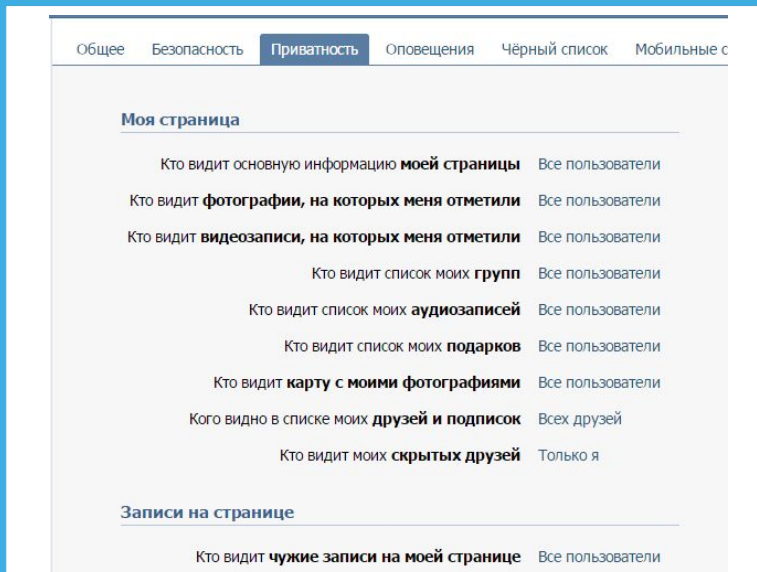 Общее Безопасность Приватность Оповещения Чёрный список Мобильные с
Моя страница
Кто видит основную информацию моей страницы Все пользователи
Кто видит фотографии, на которых меня отметили Все пользователи
Кто видит видеозаписи, на которых меня отметили Все пользователи
Кто видит список моих групп Все пользователи
Кто видит список моих аудиозаписей Все пользователи
Кто видит список моих подарков Все пользователи
Кто видит карту с моими фотографиями Все пользователи
Кого видно в списке моих друзей и подписок Всех друзей
Кто видит моих скрытых друзей Только я
Записи на странице
Кто видит чужие записи на моей странице Все пользователи